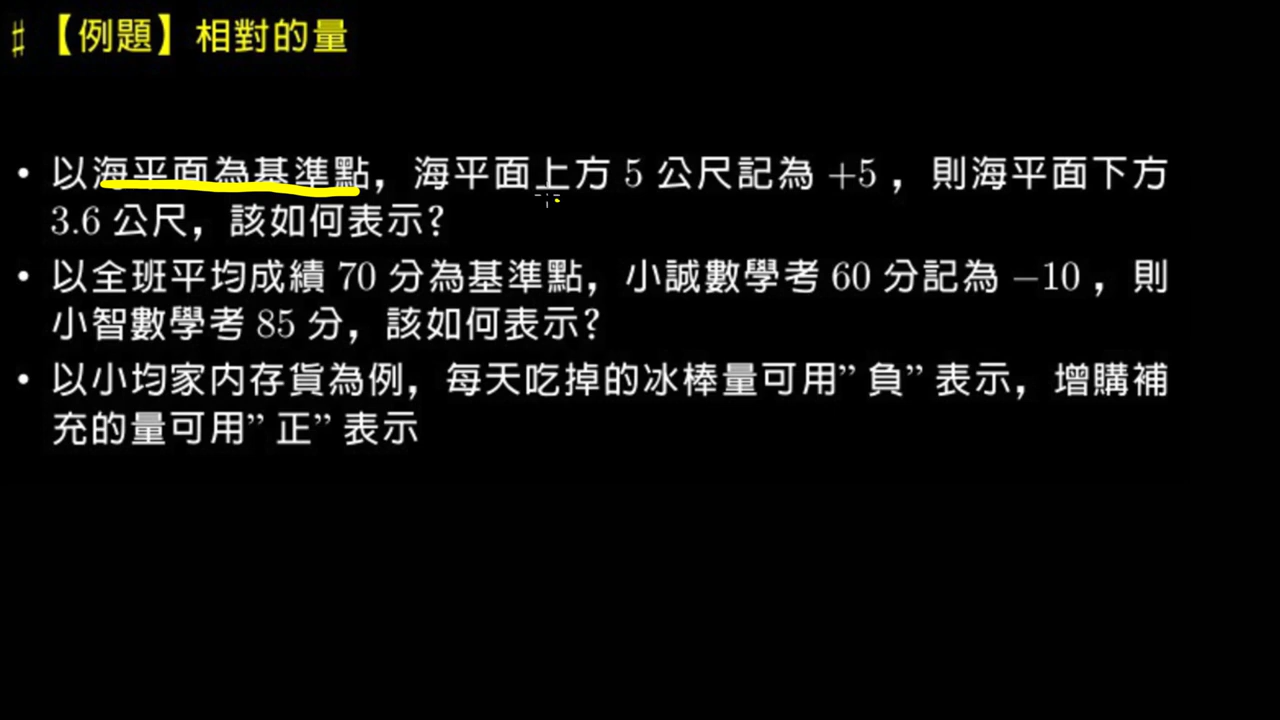 ♯【例題】相對的量
• 以海平面為基準點，海平面上方 5 公尺記為 +5 ，則海平面下方
3.6 公尺，該如何表示？
• 以全班平均成績 70 分為基準點，小誠數學考 60 分記為 −10 ，則
小智數學考 85 分，該如何表示？
• 以小均家內存貨為例，每天吃掉的冰棒量可用” 負” 表示，增購補
充的量可用” 正” 表示